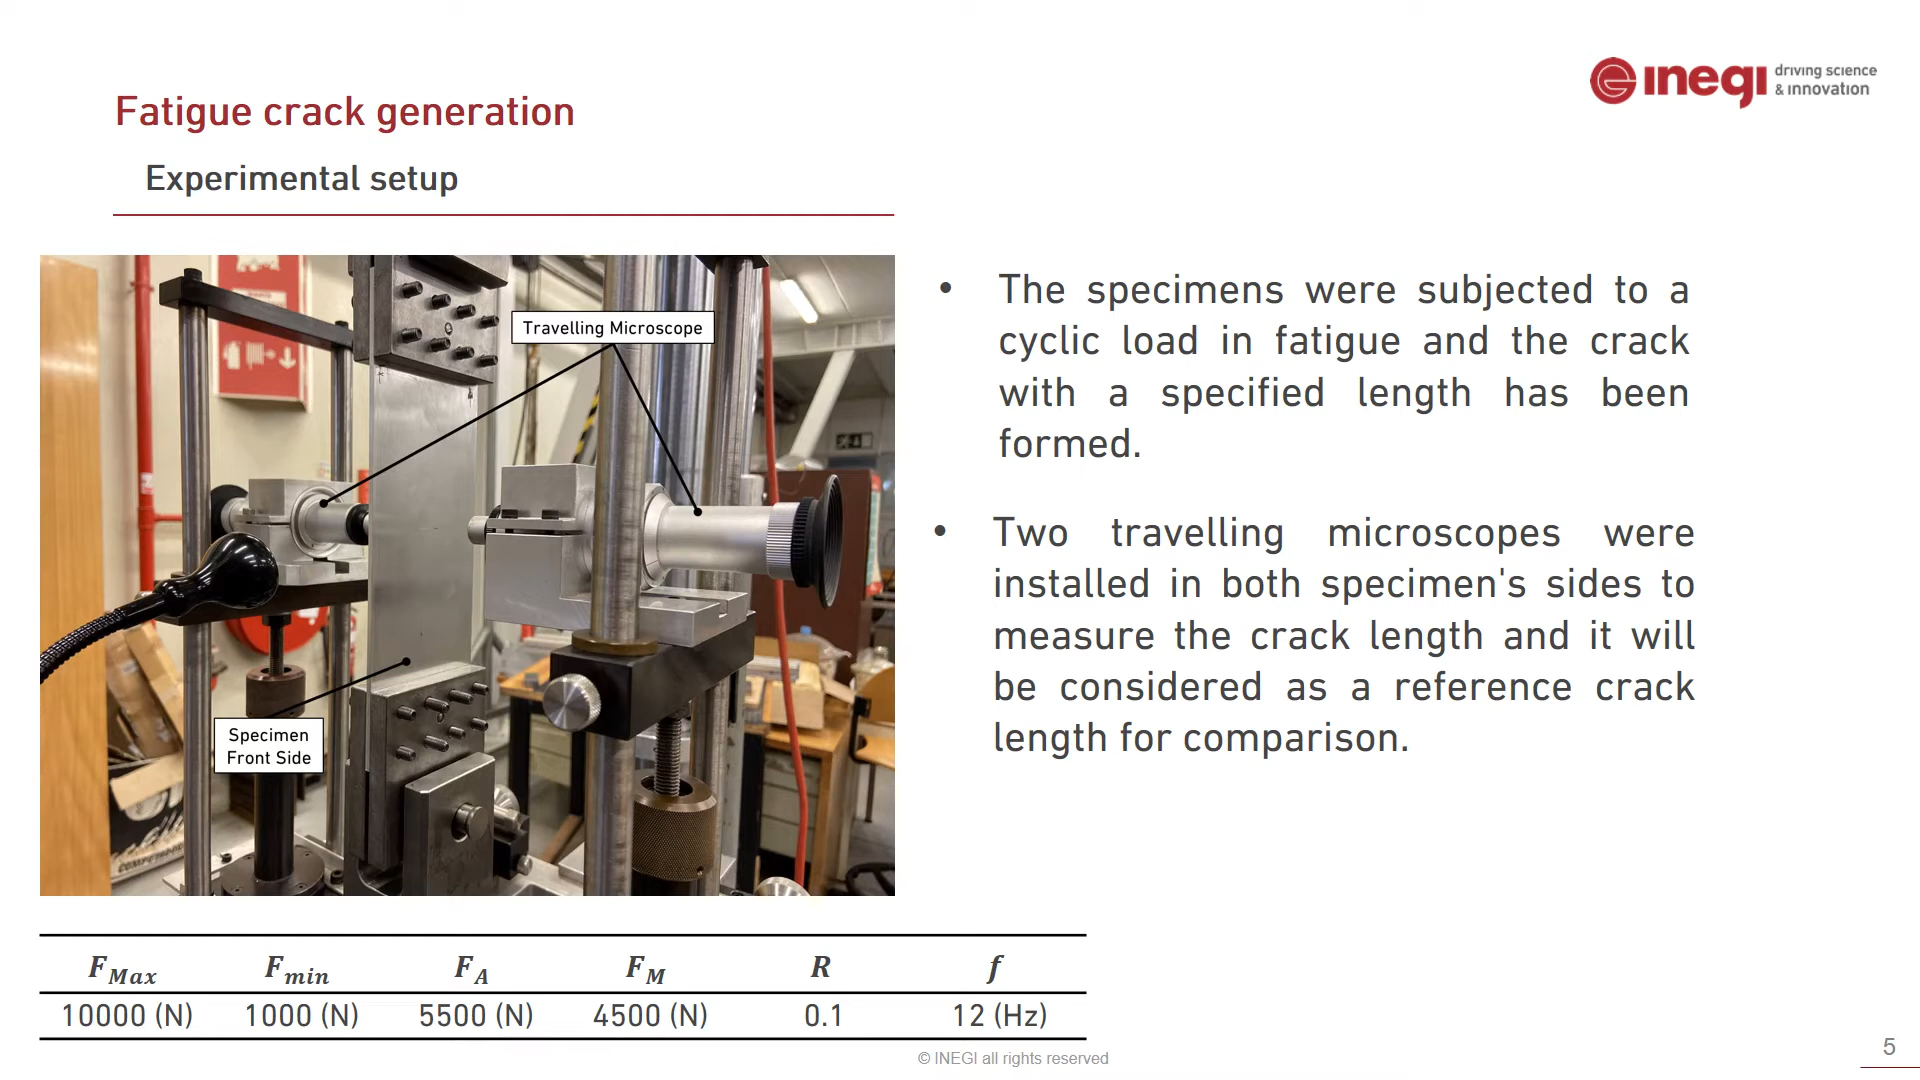 inegi driving science
& innovation
Fatigue crack generation
Experimental setup
Travelling Microscope
Specimen
Front Side
• The specimens were subjected to a
cyclic load in fatigue and the crack
with a specified length has been
formed.
• Two travelling microscopes were
installed in both specimen's sides to
measure the crack length and it will
be considered as a reference crack
length for comparison.
F_Max F_min F_A F_M R f
10000 (N) 1000 (N) 5500 (N) 4500 (N) 0.1 12 (Hz)
© INEGI all rights reserved
5